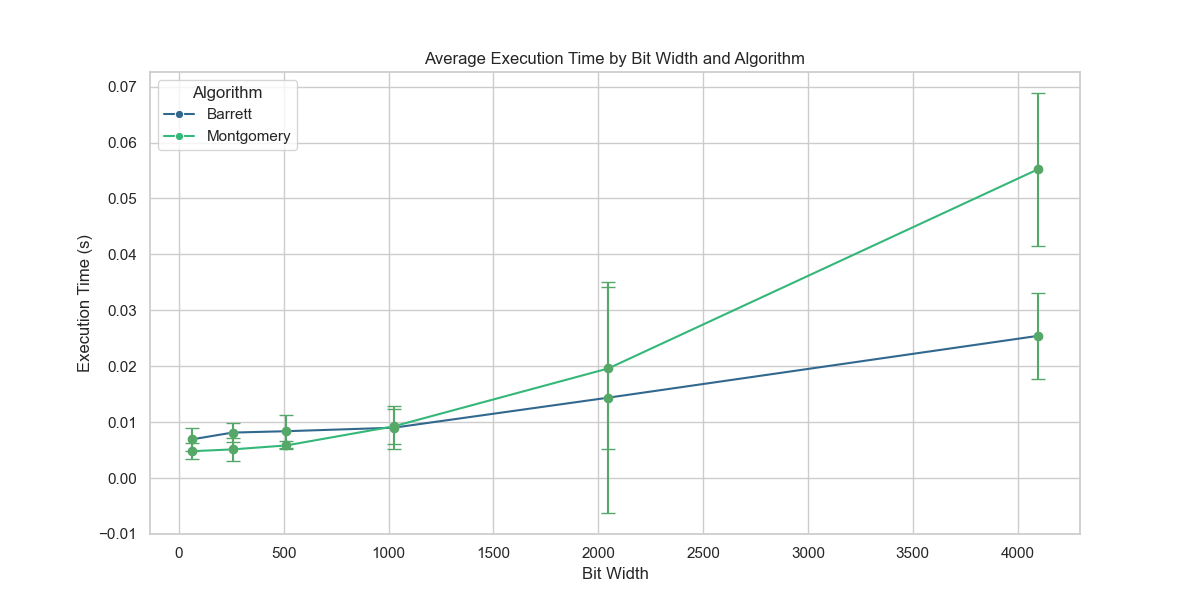 Average Execution Time by Bit Width and Algorithm
Algorithm
Barrett
Montgomery
Execution Time (s)
0.07
0.06
0.05
0.04
0.03
0.02
0.01
0.00
−0.01
0 500 1000 1500 2000 2500 3000 3500 4000
Bit Width